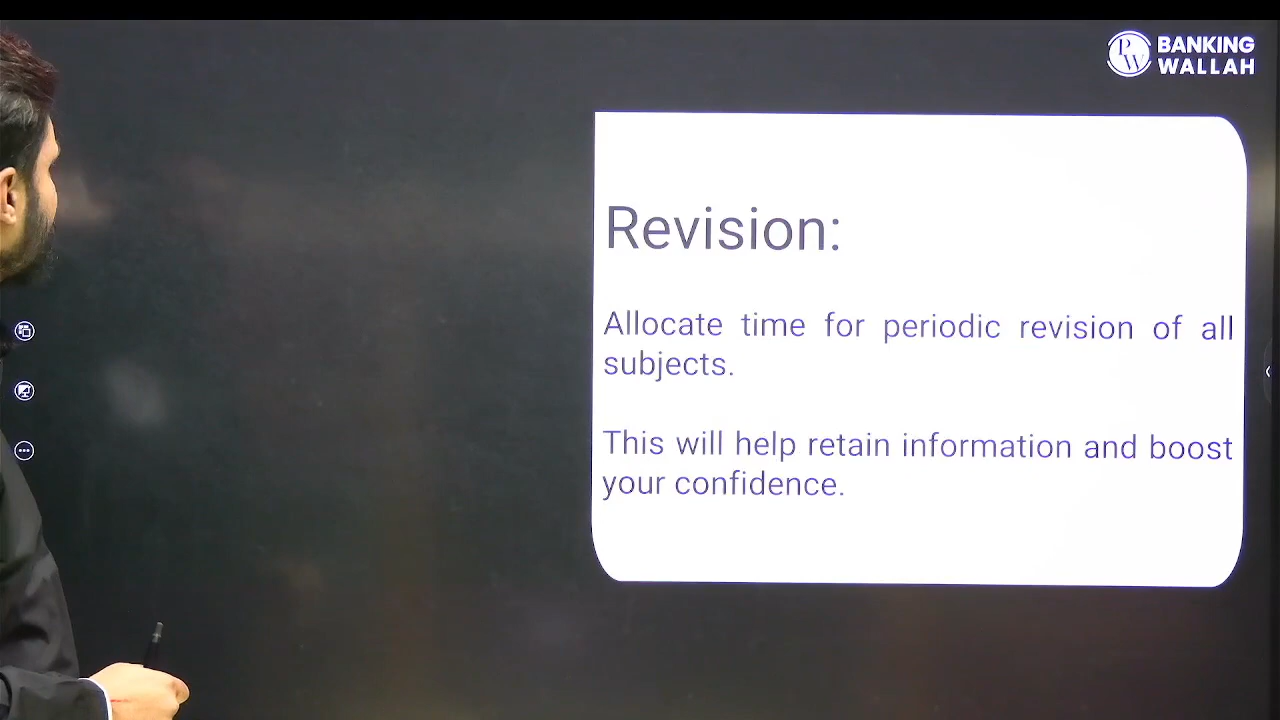 BANKING
WALLAH
Revision:
Allocate time for periodic revision of all
subjects.
This will help retain information and boost
your confidence.